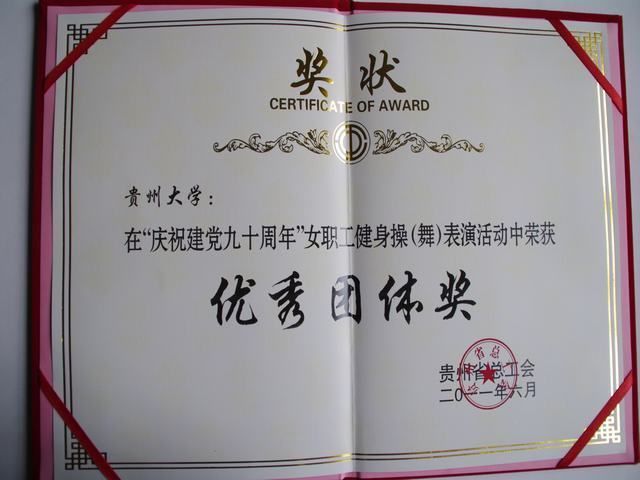 奖状
CERTIFICATE OF AWARD
贵州大学：
在“庆祝建党九十周年”女职工健身操(舞)表演活动中荣获
优秀团体奖
贵州省总工会
二〇一一年六月